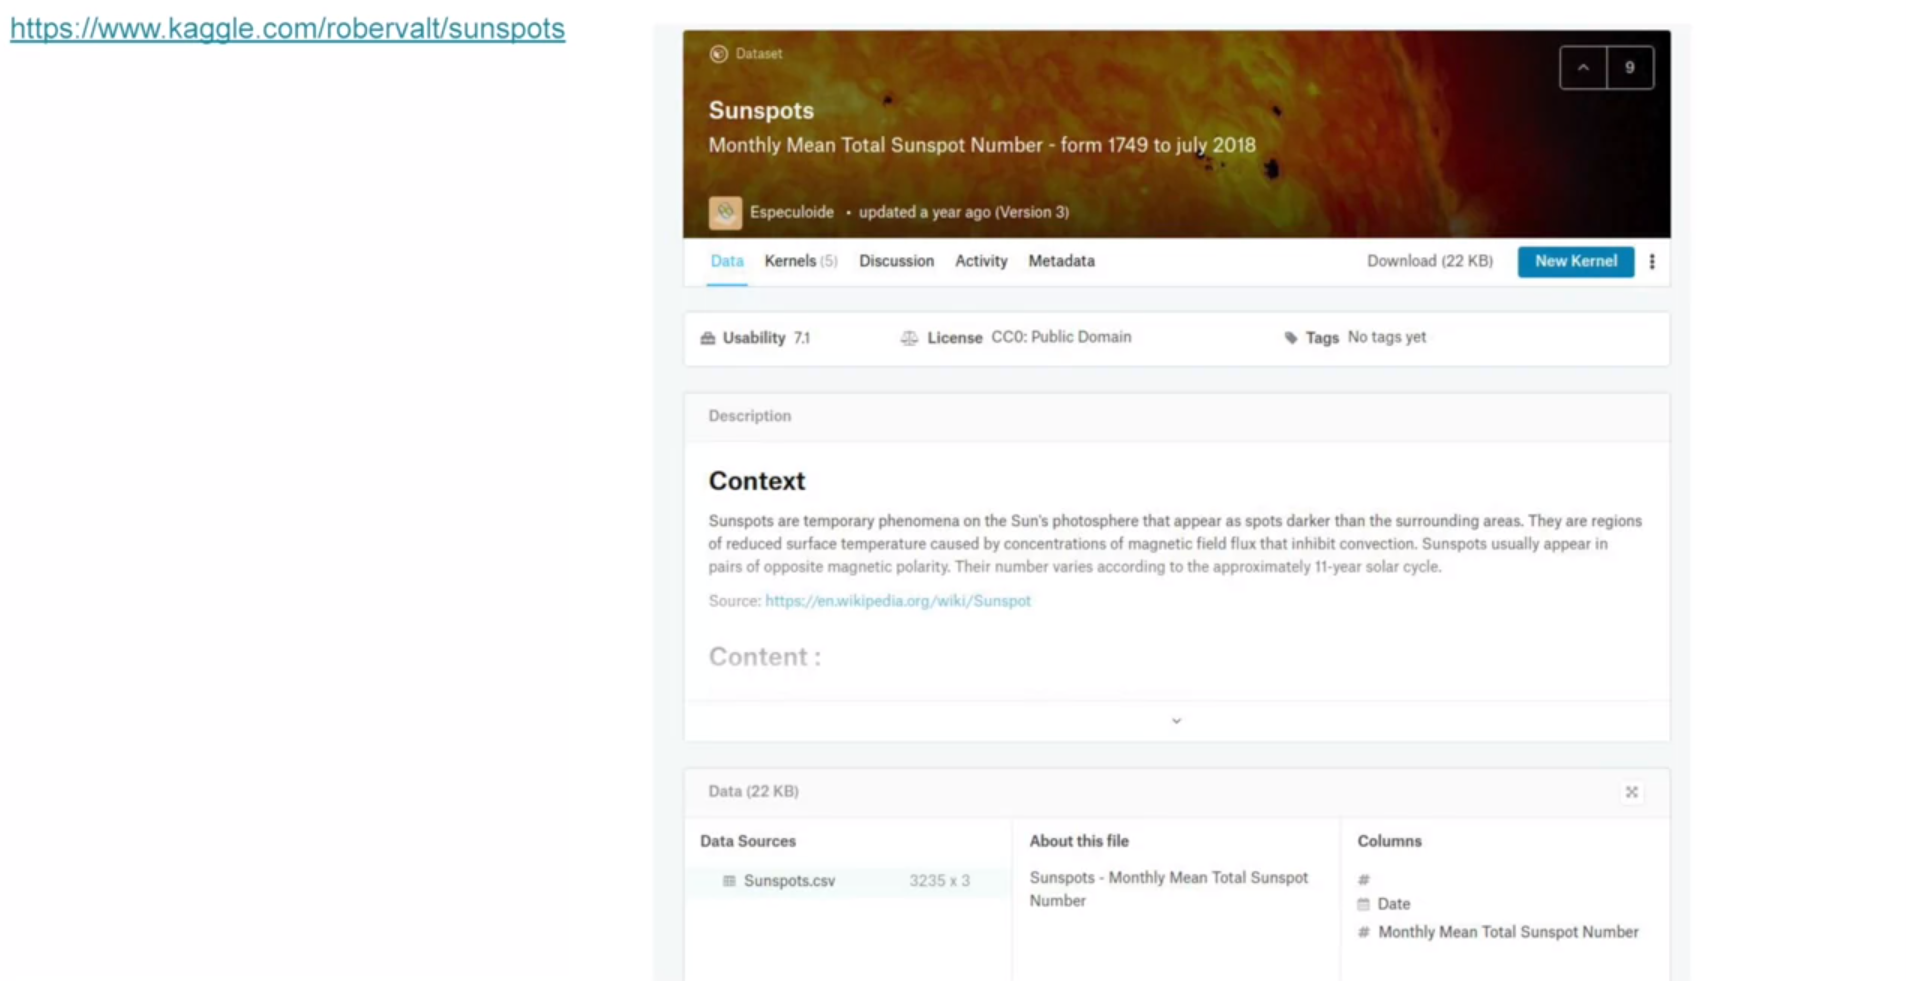 https://www.kaggle.com/robervalt/sunspots
Dataset
9
Sunspots
Monthly Mean Total Sunspot Number - form 1749 to july 2018
Especuloide • updated a year ago (Version 3)
Data Kernels (5) Discussion Activity Metadata Download (22 KB) New Kernel
Usability 7.1 License CC0: Public Domain Tags No tags yet
Description
Context
Sunspots are temporary phenomena on the Sun's photosphere that appear as spots darker than the surrounding areas. They are regions
of reduced surface temperature caused by concentrations of magnetic field flux that inhibit convection. Sunspots usually appear in
pairs of opposite magnetic polarity. Their number varies according to the approximately 11-year solar cycle.
Source: https://en.wikipedia.org/wiki/Sunspot
Content :
Data (22 KB)
Data Sources
Sunspots.csv 3235 x 3
About this file
Sunspots - Monthly Mean Total Sunspot
Number
Columns
#
Date
# Monthly Mean Total Sunspot Number